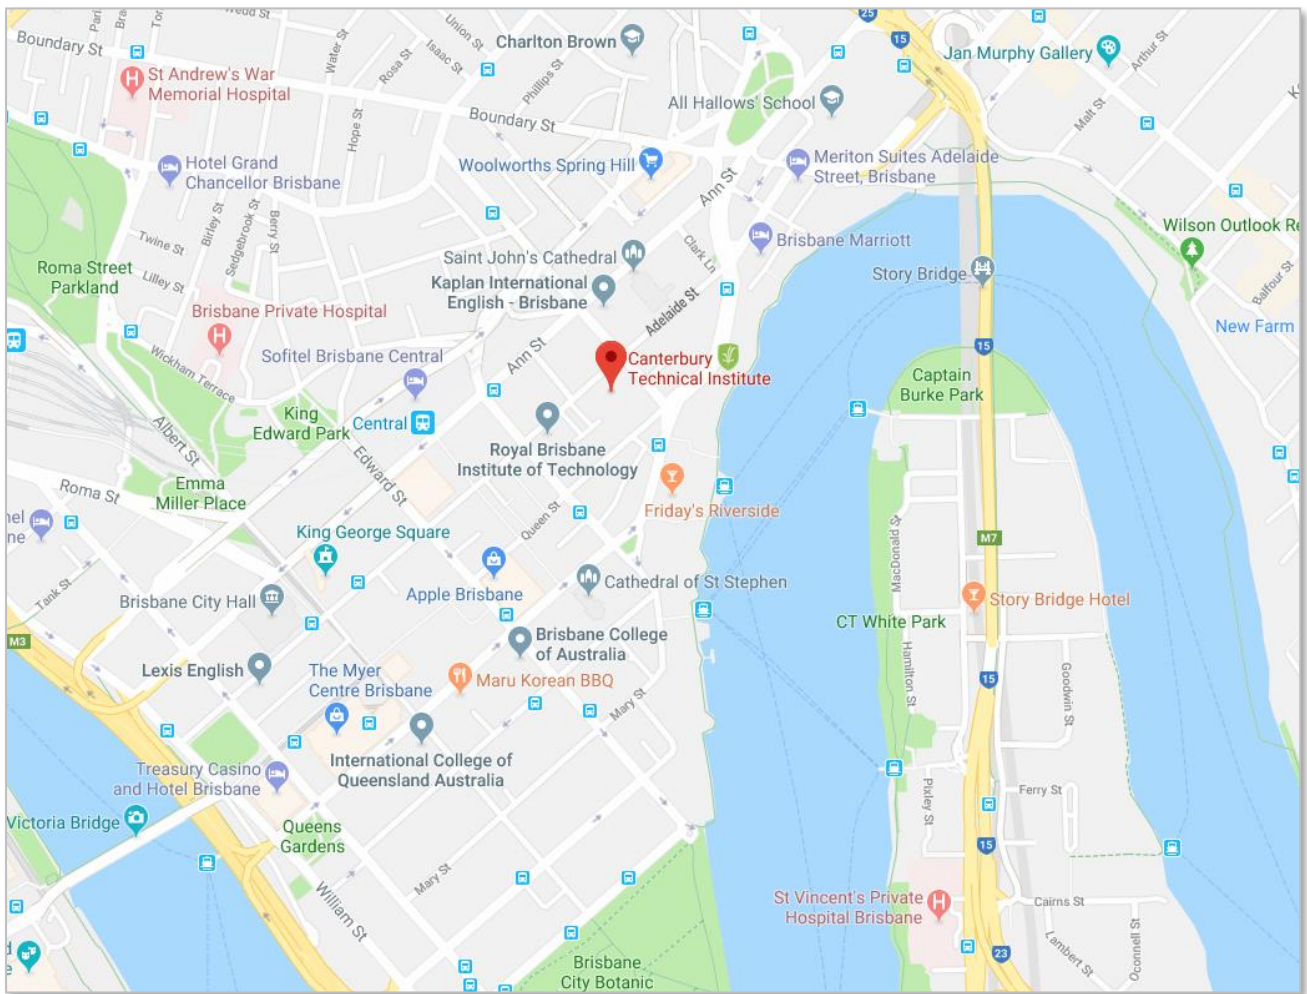 Boundary St
Water St
Union St
Isaac St
Rosa St
Phillips St
Charlton Brown
25
15
Jan Murphy Gallery
Arthur St
St Andrew's War
Memorial Hospital
Hope St
Boundary St
All Hallows' School
Malt St
Woolworths Spring Hill
Meriton Suites Adelaide
Street, Brisbane
Hotel Grand
Chancellor Brisbane
Ann St
Birley St
Sedgebrook St
Berry St
Twine St
Lilley St
Clark Ln
Brisbane Marriott
Wilson Outlook Re
Saint John's Cathedral
Kaplan International
English - Brisbane
Story Bridge
Balfour St
Roma Street
Parkland
Adelaide St
Brisbane Private Hospital
New Farm
Wickham Terrace
Sofitel Brisbane Central
Ann St
Canterbury
Technical Institute
15
Captain
Burke Park
King
Edward Park
Central
Albert St
Edward St
Royal Brisbane
Institute of Technology
Roma St
Emma
Miller Place
Friday's Riverside
nel
ne
King George Square
Queen St
MacDonald St
M7
Tank St
Brisbane City Hall
Apple Brisbane
Cathedral of St Stephen
Story Bridge Hotel
CT White Park
M3
Brisbane College
of Australia
Lexis English
The Myer
Centre Brisbane
Maru Korean BBQ
Mary St
Hamilton St
15
Goodwin St
International College of
Queensland Australia
Treasury Casino
and Hotel Brisbane
Victoria Bridge
Queens
Gardens
Pixley St
Ferry St
15
Mary St
William St
St Vincent's Private
Hospital Brisbane
Cairns St
Lambert St
Oconnell St
23
d
e
Brisbane
City Botanic